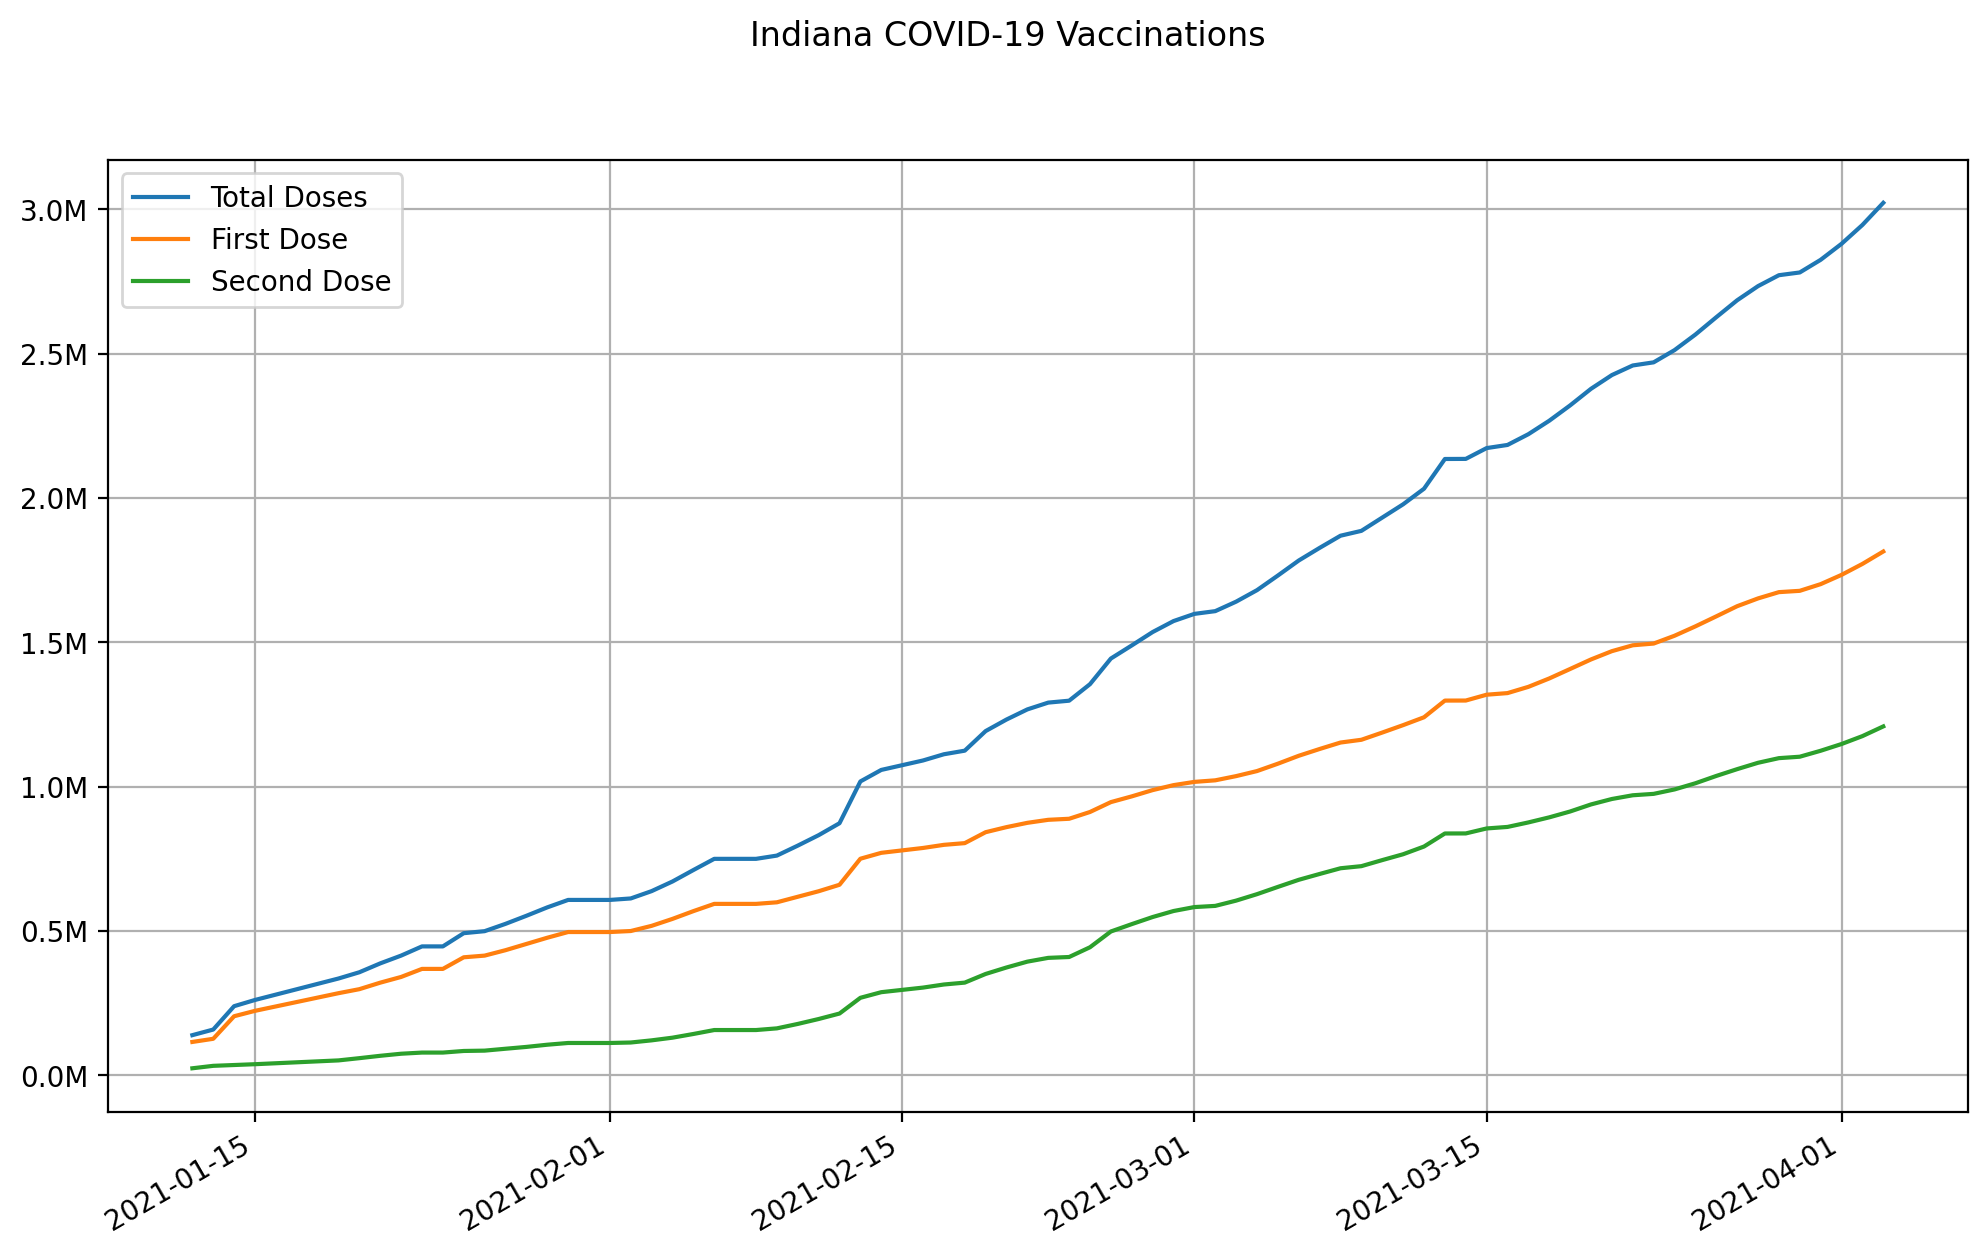 Indiana COVID-19 Vaccinations
Total Doses
First Dose
Second Dose
3.0M
2.5M
2.0M
1.5M
1.0M
0.5M
0.0M
2021-01-15
2021-02-01
2021-02-15
2021-03-01
2021-03-15
2021-04-01